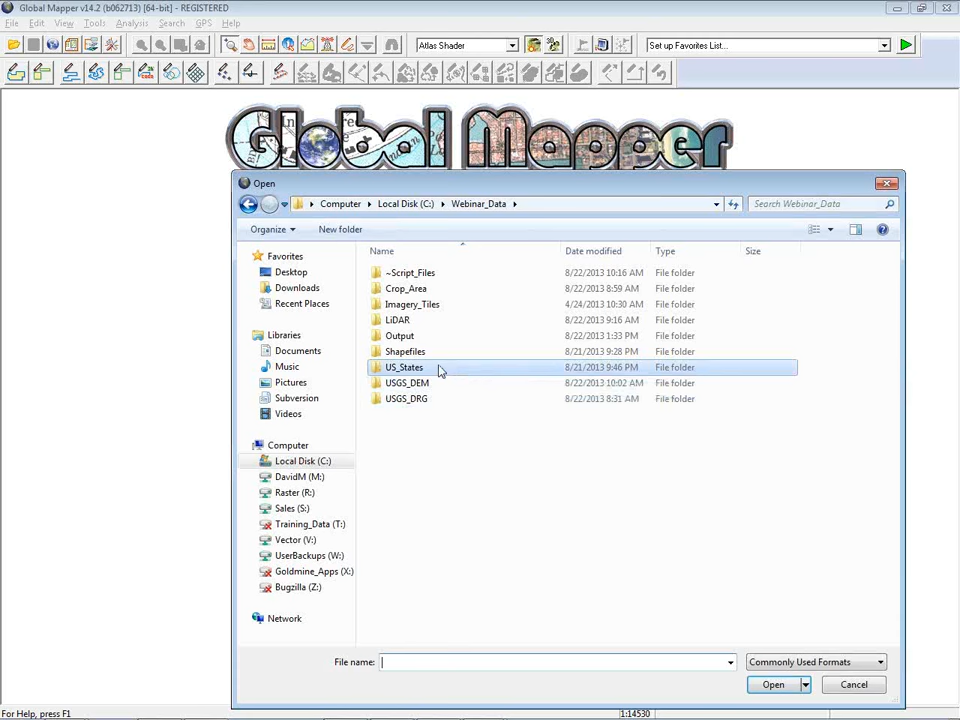 Global Mapper v14.2 (b062713) [64-bit] - REGISTERED
File Edit View Tools Analysis Search GPS Help
Atlas Shader
Set up Favorites List...
Global Mapper
Open
Computer Local Disk (C:) Webinar_Data
Search Webinar_Data
Organize New folder
Name Date modified Type Size
Favorites
Desktop
Downloads
Recent Places
Libraries
Documents
Music
Pictures
Subversion
Videos
Computer
Local Disk (C:)
DavidM (M:)
Raster (R:)
Sales (S:)
Training_Data (T:)
Vector (V:)
UserBackups (W:)
Goldmine_Apps (X:)
Bugzilla (Z:)
Network
~Script_Files 8/22/2013 10:16 AM File folder
Crop_Area 8/22/2013 8:59 AM File folder
Imagery_Tiles 4/24/2013 10:30 AM File folder
LiDAR 8/22/2013 9:16 AM File folder
Output 8/22/2013 1:33 PM File folder
Shapefiles 8/21/2013 9:28 PM File folder
US_States 8/21/2013 9:46 PM File folder
USGS_DEM 8/22/2013 10:02 AM File folder
USGS_DRG 8/22/2013 8:31 AM File folder
File name:
Commonly Used Formats
Open Cancel
For Help, press F1
1:14530